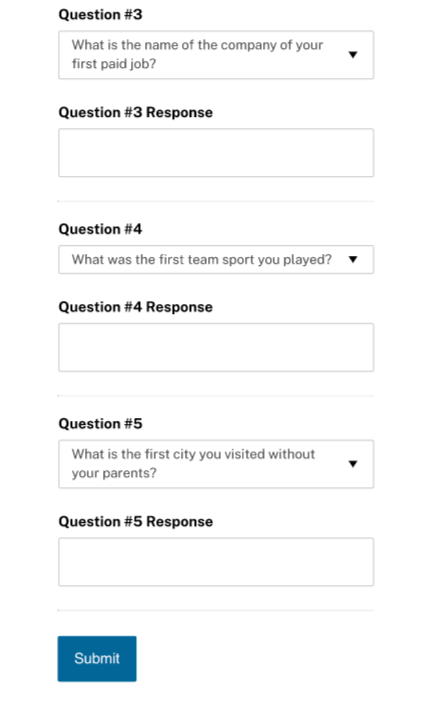 Question #3
What is the name of the company of your
first paid job?
Question #3 Response
Question #4
What was the first team sport you played?
Question #4 Response
Question #5
What is the first city you visited without
your parents?
Question #5 Response
Submit